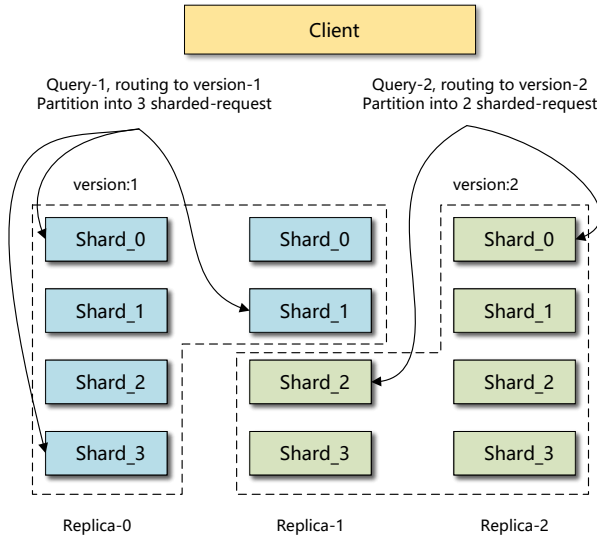 Client
Query-1, routing to version-1
Partition into 3 sharded-request
Query-2, routing to version-2
Partition into 2 sharded-request
version:1
version:2
Shard_0
Shard_0
Shard_0
Shard_1
Shard_1
Shard_1
Shard_2
Shard_2
Shard_2
Shard_3
Shard_3
Shard_3
Replica-0
Replica-1
Replica-2